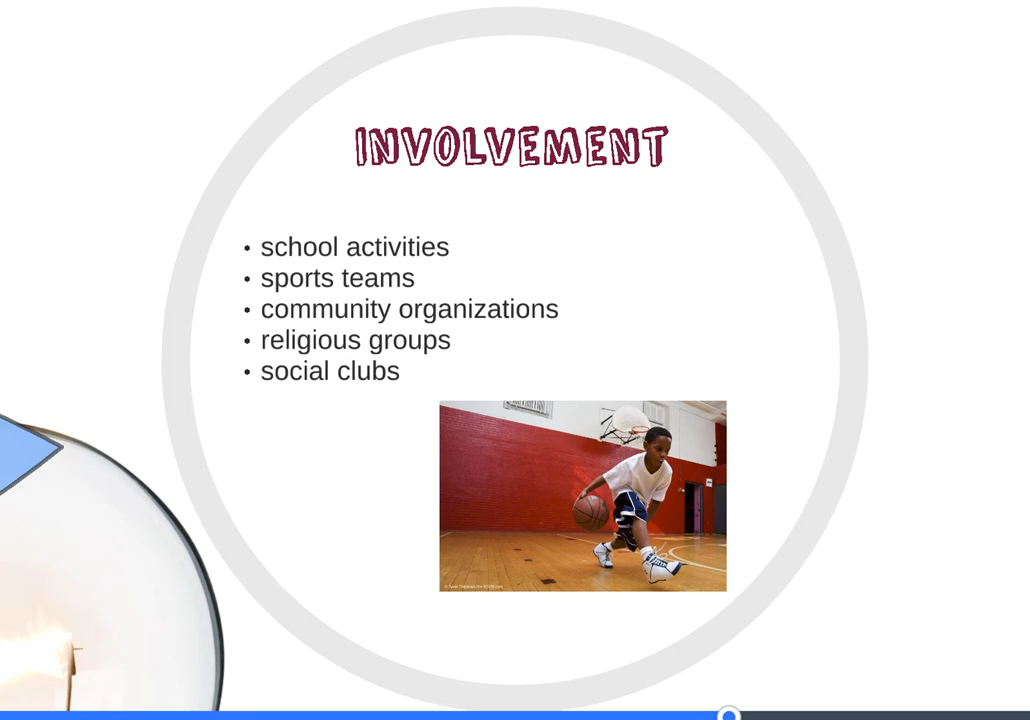 INVOLVEMENT
school activities
sports teams
community organizations
religious groups
social clubs